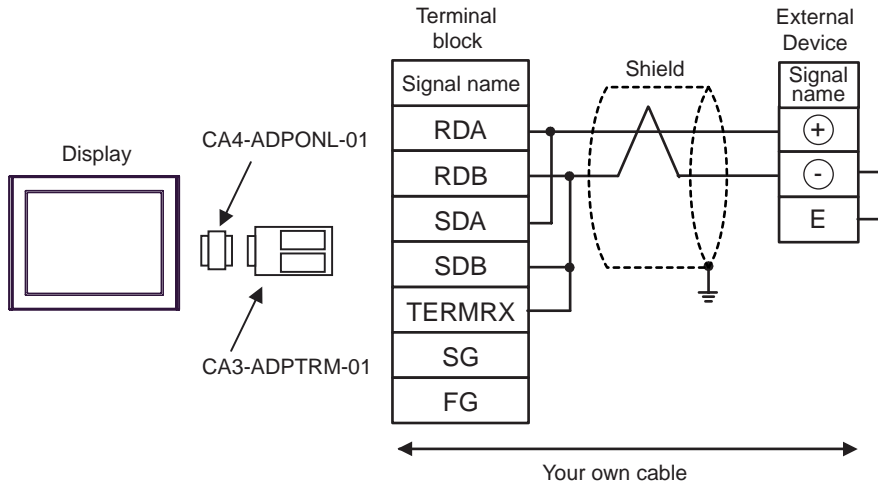 Terminal
block
External
Device
Signal name
Shield
Signal
name
Display
CA4-ADPONL-01
RDA
+
RDB
-
SDA
E
SDB
TERMRX
CA3-ADPTRM-01
SG
FG
Your own cable